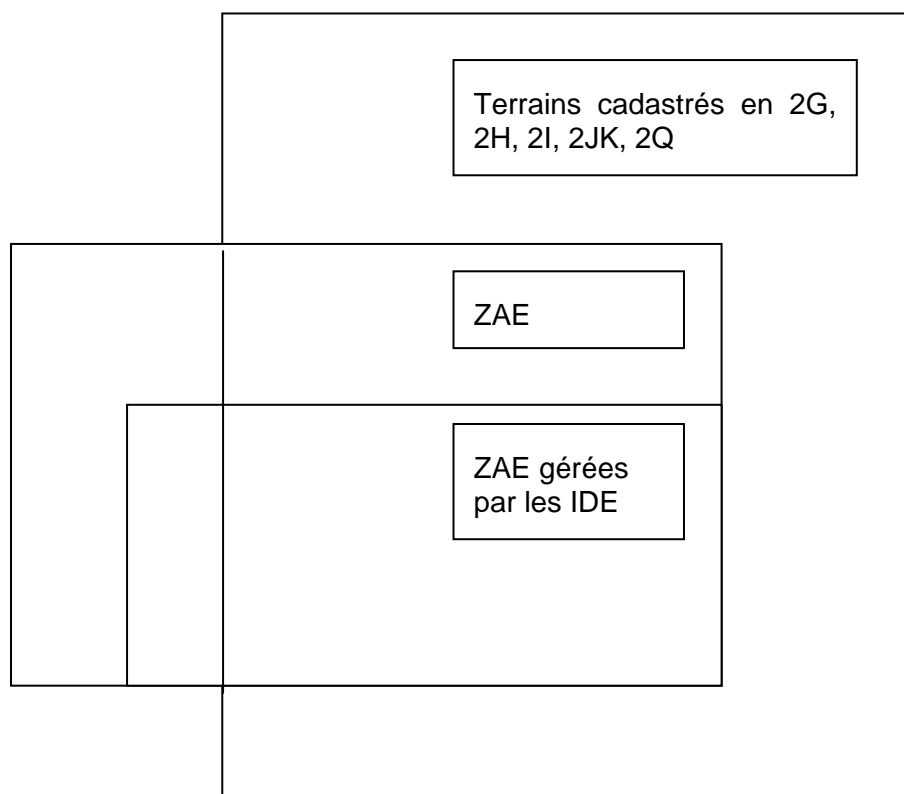 Terrains cadastrés en 2G,
2H, 2I, 2JK, 2Q
ZAE
ZAE gérées
par les IDE